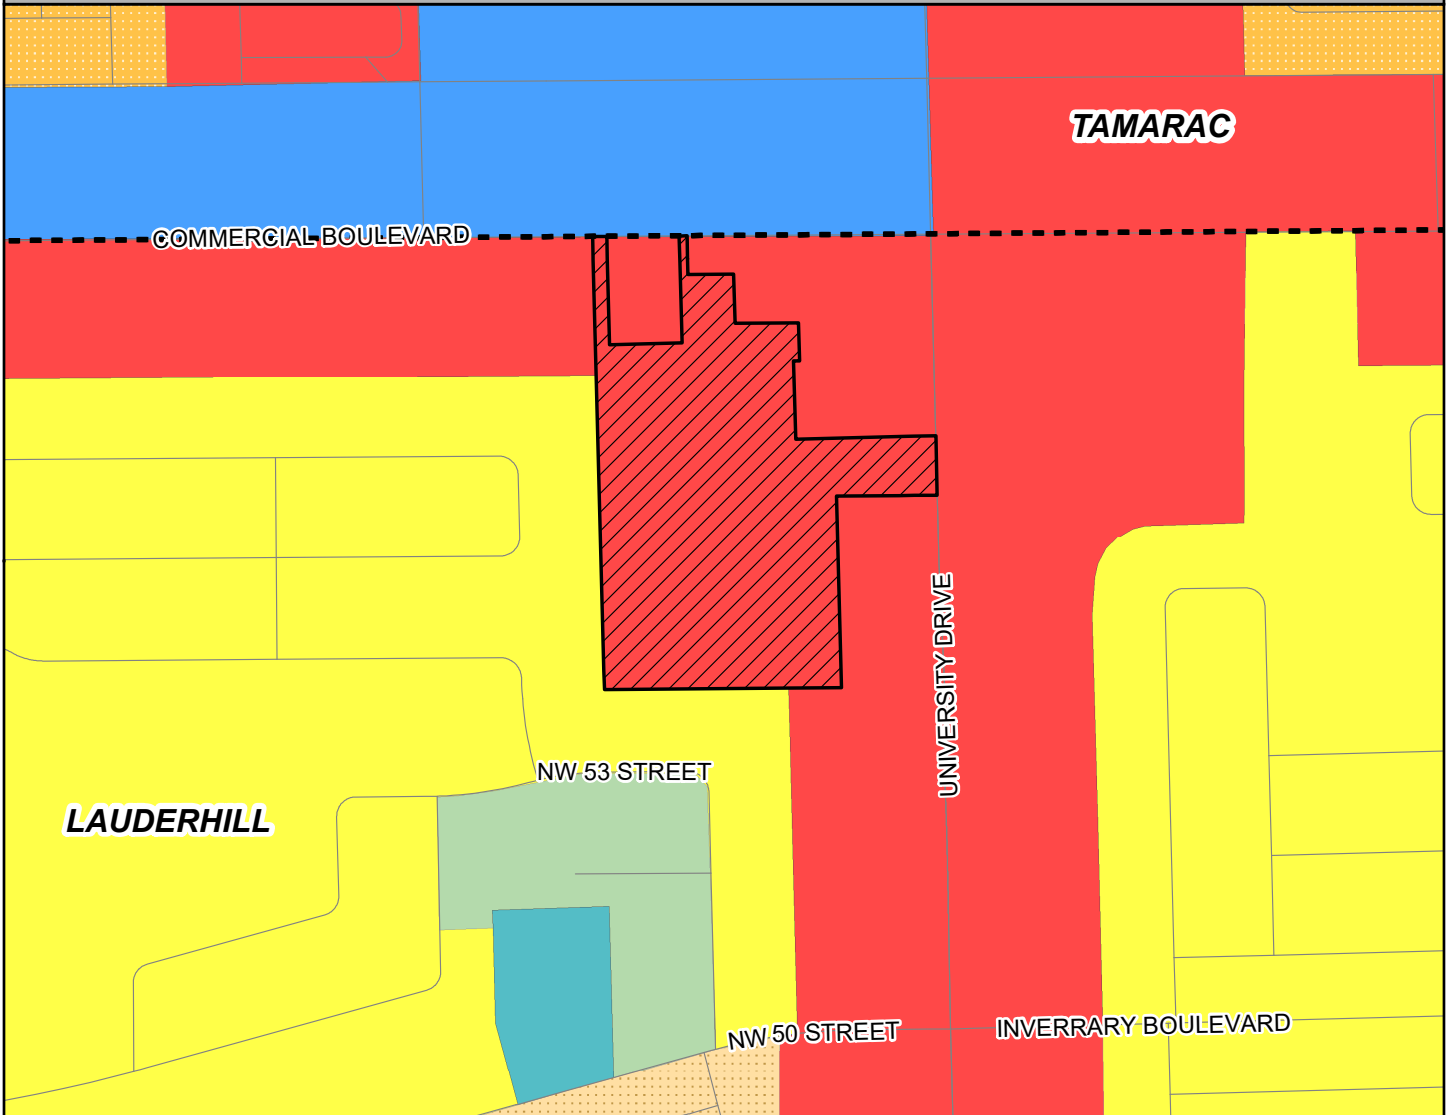 TAMARAC
COMMERCIAL BOULEVARD
UNIVERSITY DRIVE
NW 53 STREET
LAUDERHILL
NW 50 STREET
INVERRARY BOULEVARD